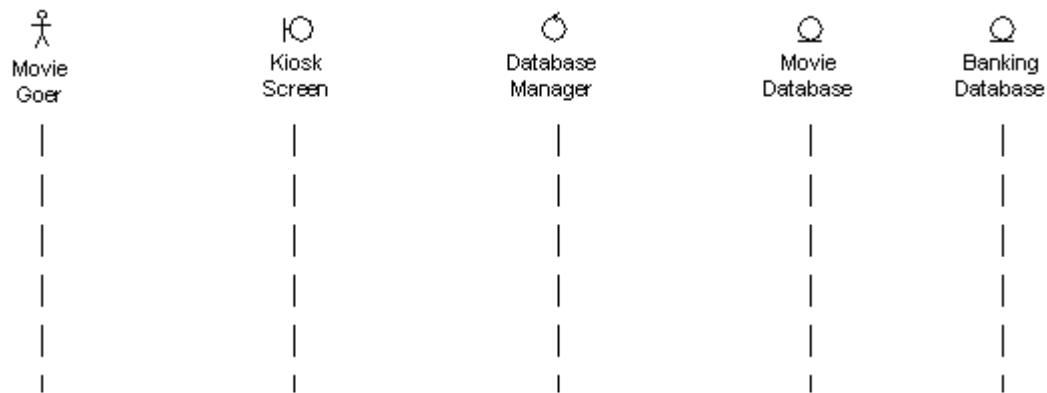 Movie
Goer
Kiosk
Screen
Database
Manager
Movie
Database
Banking
Database